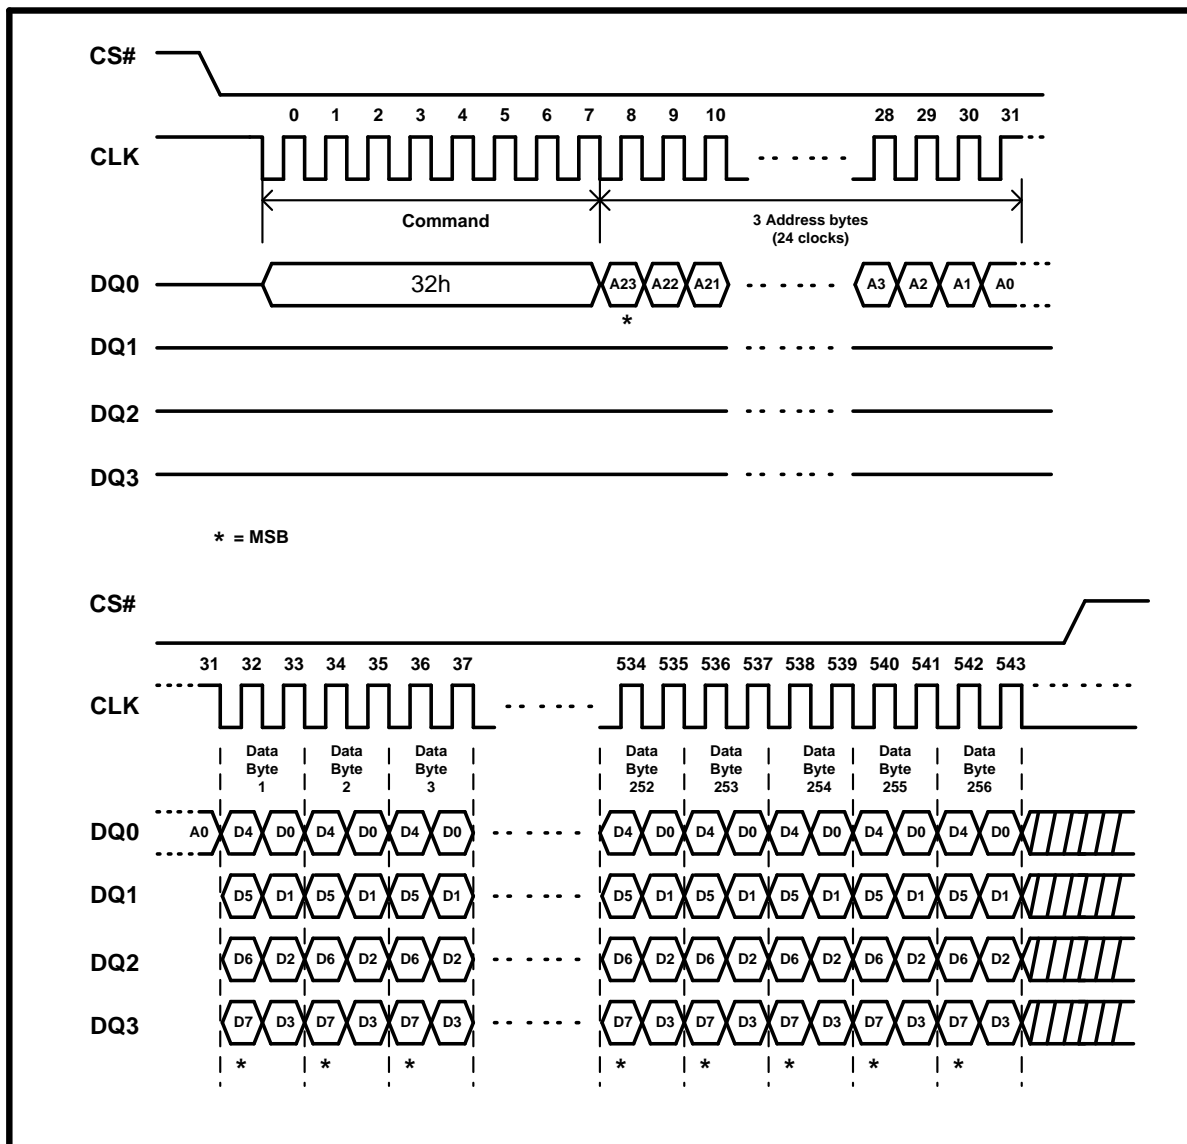 CS#
0 1 2 3 4 5 6 7 8 9 10 28 29 30 31
CLK
Command
3 Address bytes
(24 clocks)
DQ0 32h A23 A22 A21 A3 A2 A1 A0
*
DQ1
DQ2
DQ3
* = MSB
CS#
31 32 33 34 35 36 37 534 535 536 537 538 539 540 541 542 543
CLK
Data Data Data Data Data Data Data Data
Byte Byte Byte Byte Byte Byte Byte Byte
1 2 3 252 253 254 255 256
DQ0 A0 D4 D0 D4 D0 D4 D0 D4 D0 D4 D0 D4 D0 D4 D0 D4 D0
DQ1 D5 D1 D5 D1 D5 D1 D5 D1 D5 D1 D5 D1 D5 D1 D5 D1
DQ2 D6 D2 D6 D2 D6 D2 D6 D2 D6 D2 D6 D2 D6 D2 D6 D2
DQ3 D7 D3 D7 D3 D7 D3 D7 D3 D7 D3 D7 D3 D7 D3 D7 D3
* * * * * * * *